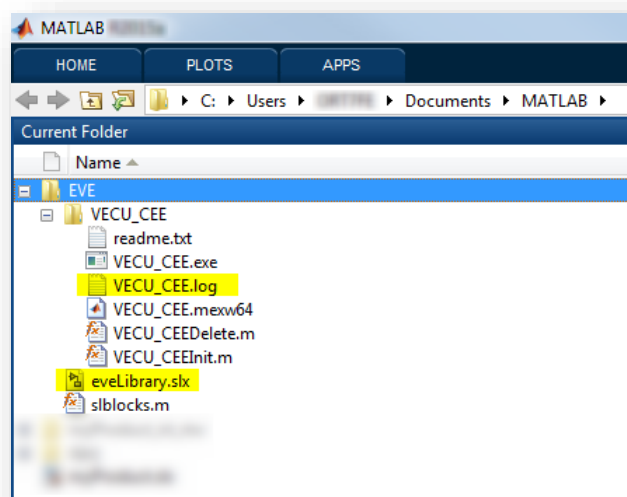 MATLAB
HOME PLOTS APPS
C: Users Documents MATLAB
Current Folder
Name
EVE
VECU_CEE
readme.txt
VECU_CEE.exe
VECU_CEE.log
VECU_CEE.mexw64
VECU_CEEDelete.m
VECU_CEEInit.m
eveLibrary.slx
slblocks.m